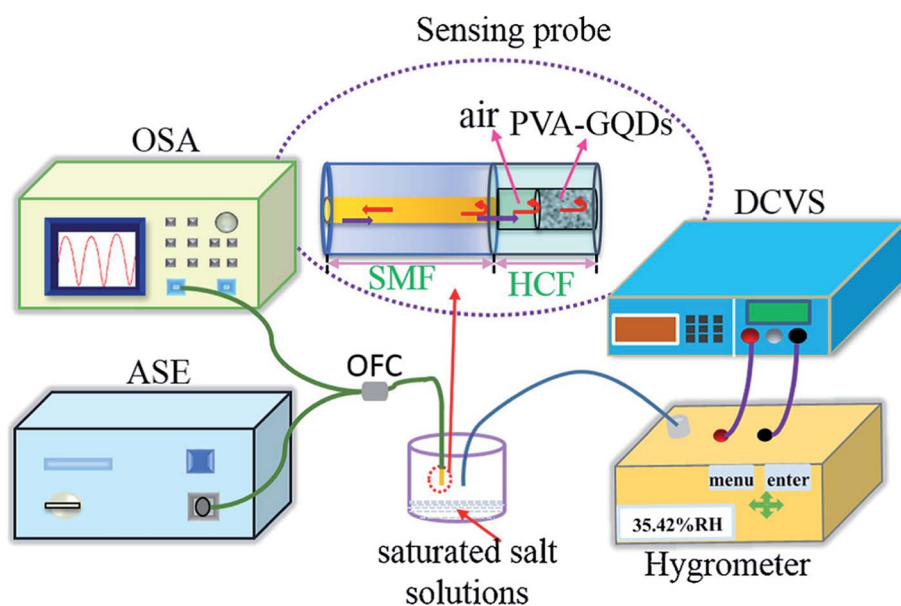 Sensing probe
air
PVA-GQDs
OSA
DCVS
SMF
HCF
ASE
OFC
menu
enter
35.42%RH
saturated salt
solutions
Hygrometer